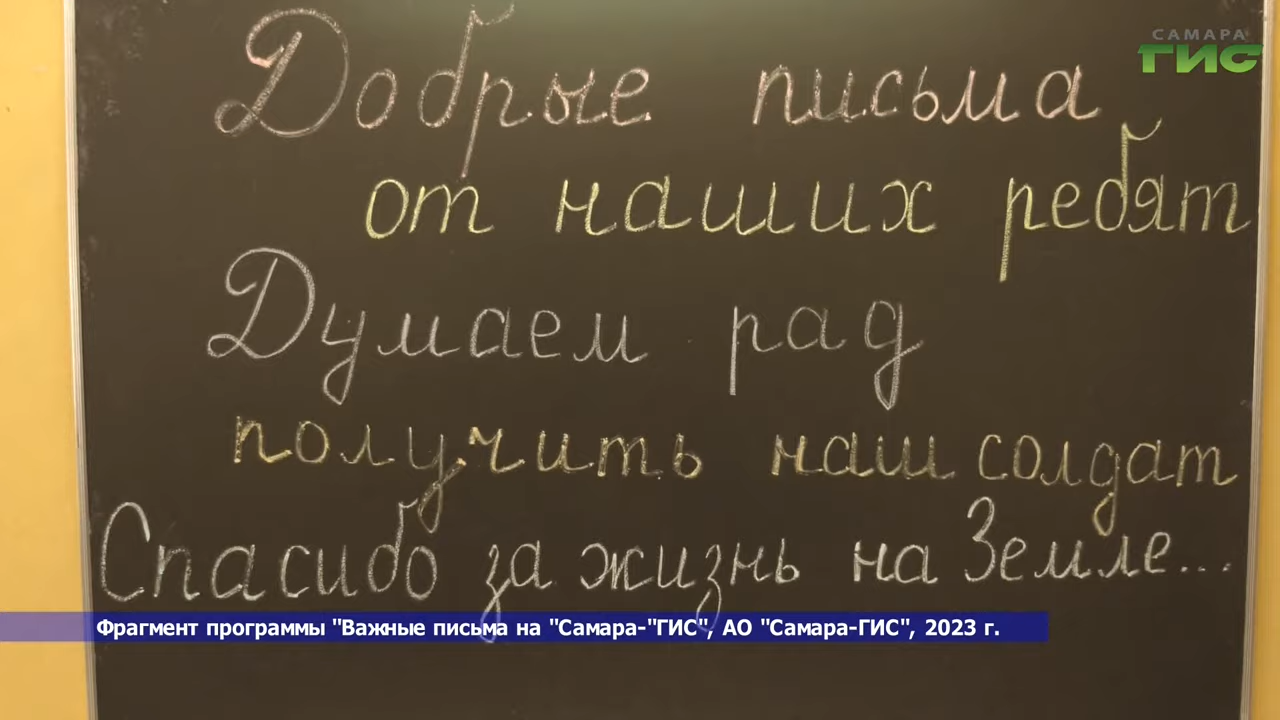 САМАРА
ГИС
Добрые письма
от наших ребят
Думаем рад
получить наш солдат
Спасибо за жизнь на Земле...
Фрагмент программы "Важные письма на "Самара-"ГИС", АО "Самара-ГИС", 2023 г.